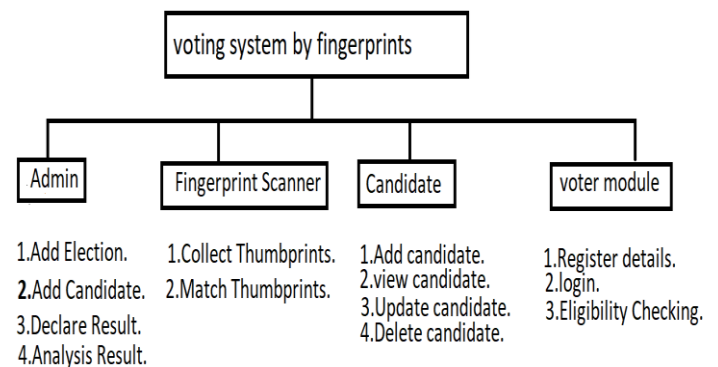 voting system by fingerprints
Admin
1.Add Election.
2.Add Candidate.
3.Declare Result.
4.Analysis Result.
Fingerprint Scanner
1.Collect Thumbprints.
2.Match Thumbprints.
Candidate
1.Add candidate.
2.view candidate.
3.Update candidate.
4.Delete candidate.
voter module
1.Register details.
2.login.
3.Eligibility Checking.